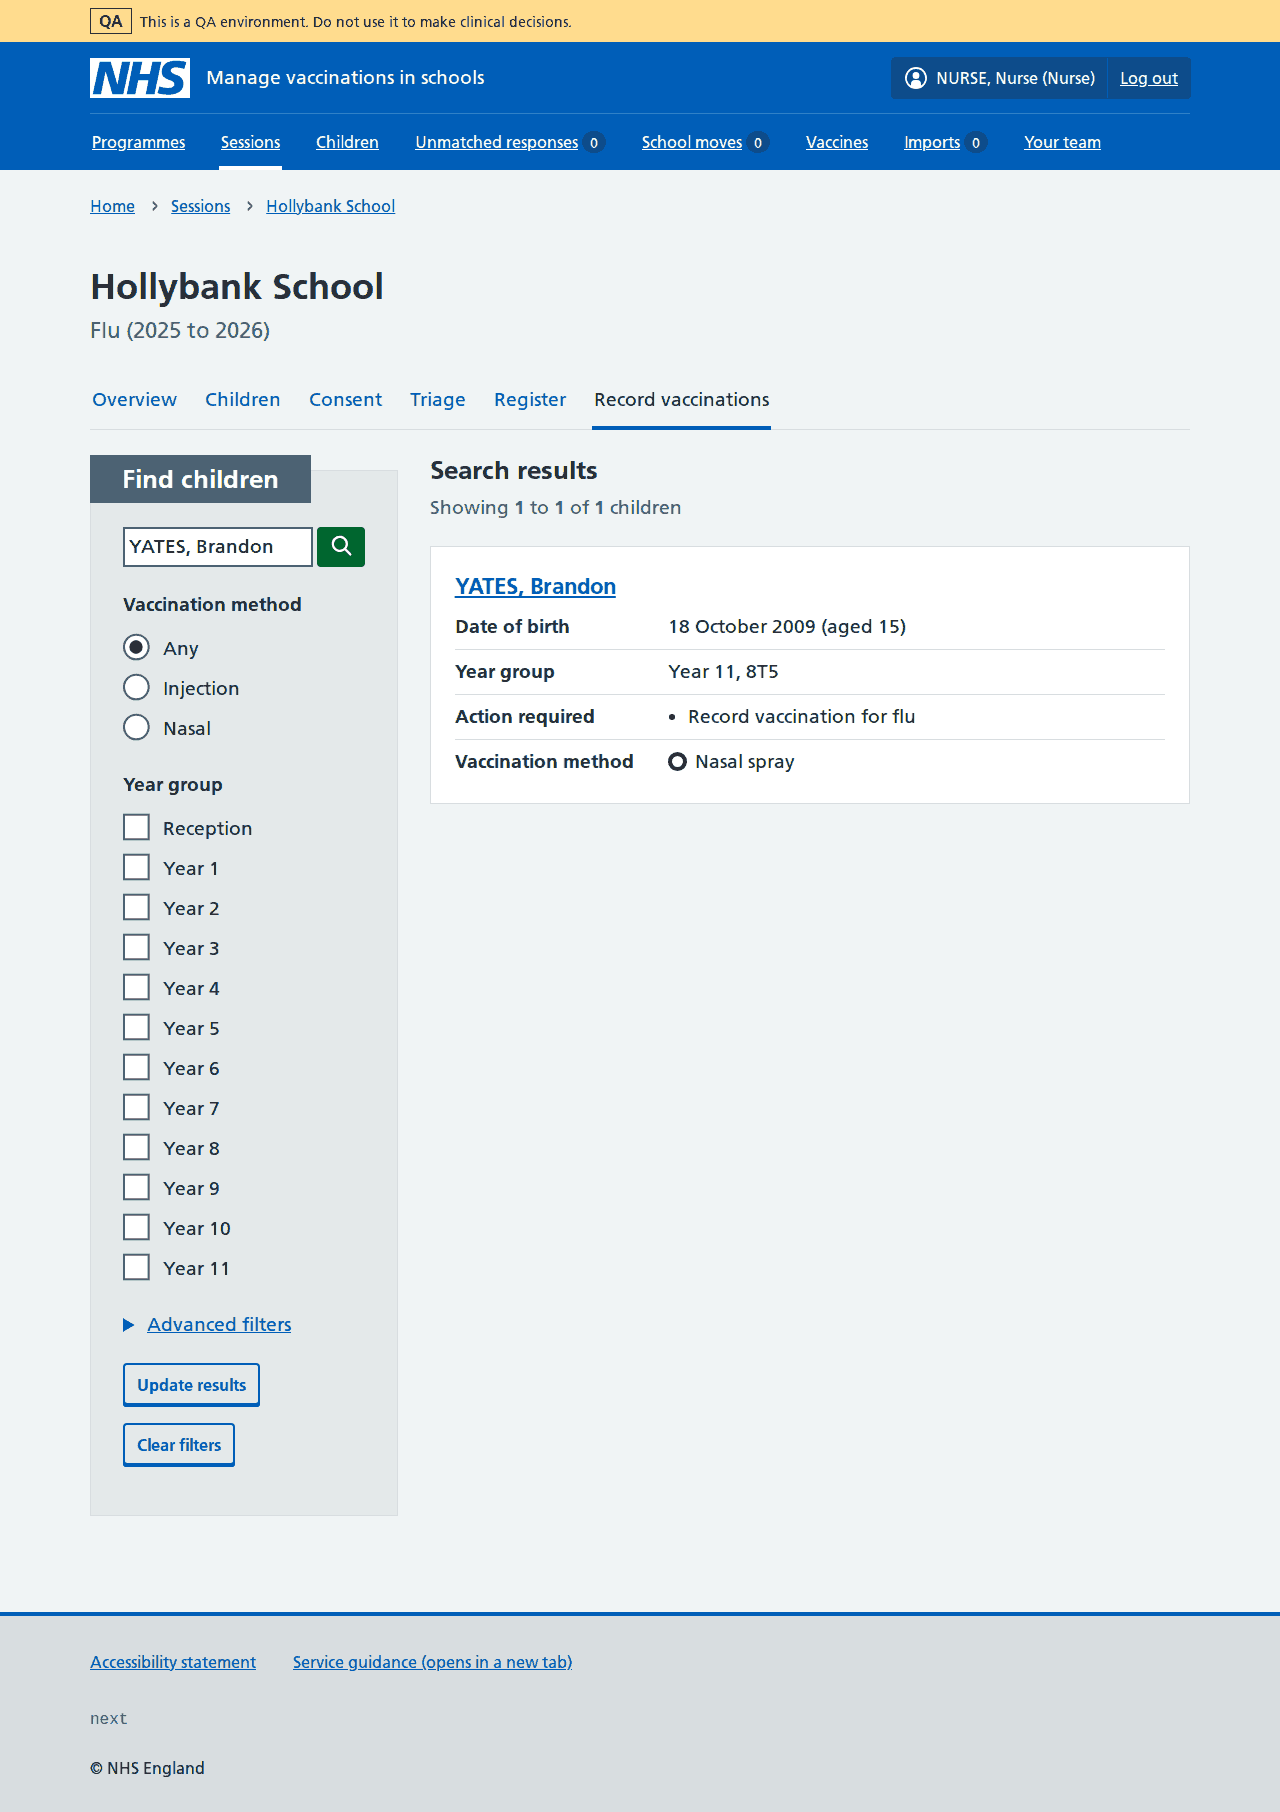 QA This is a QA environment. Do not use it to make clinical decisions.
NHS Manage vaccinations in schools NURSE, Nurse (Nurse) Log out
Programmes Sessions Children Unmatched responses 0 School moves 0 Vaccines Imports 0 Your team
Home › Sessions › Hollybank School
Hollybank School
Flu (2025 to 2026)
Overview Children Consent Triage Register Record vaccinations
Find children
YATES, Brandon
Vaccination method
Any
Injection
Nasal
Year group
Reception
Year 1
Year 2
Year 3
Year 4
Year 5
Year 6
Year 7
Year 8
Year 9
Year 10
Year 11
Advanced filters
Update results
Clear filters
Search results
Showing 1 to 1 of 1 children
YATES, Brandon
Date of birth 18 October 2009 (aged 15)
Year group Year 11, 8T5
Action required • Record vaccination for flu
Vaccination method Nasal spray
Accessibility statement Service guidance (opens in a new tab)
next
© NHS England